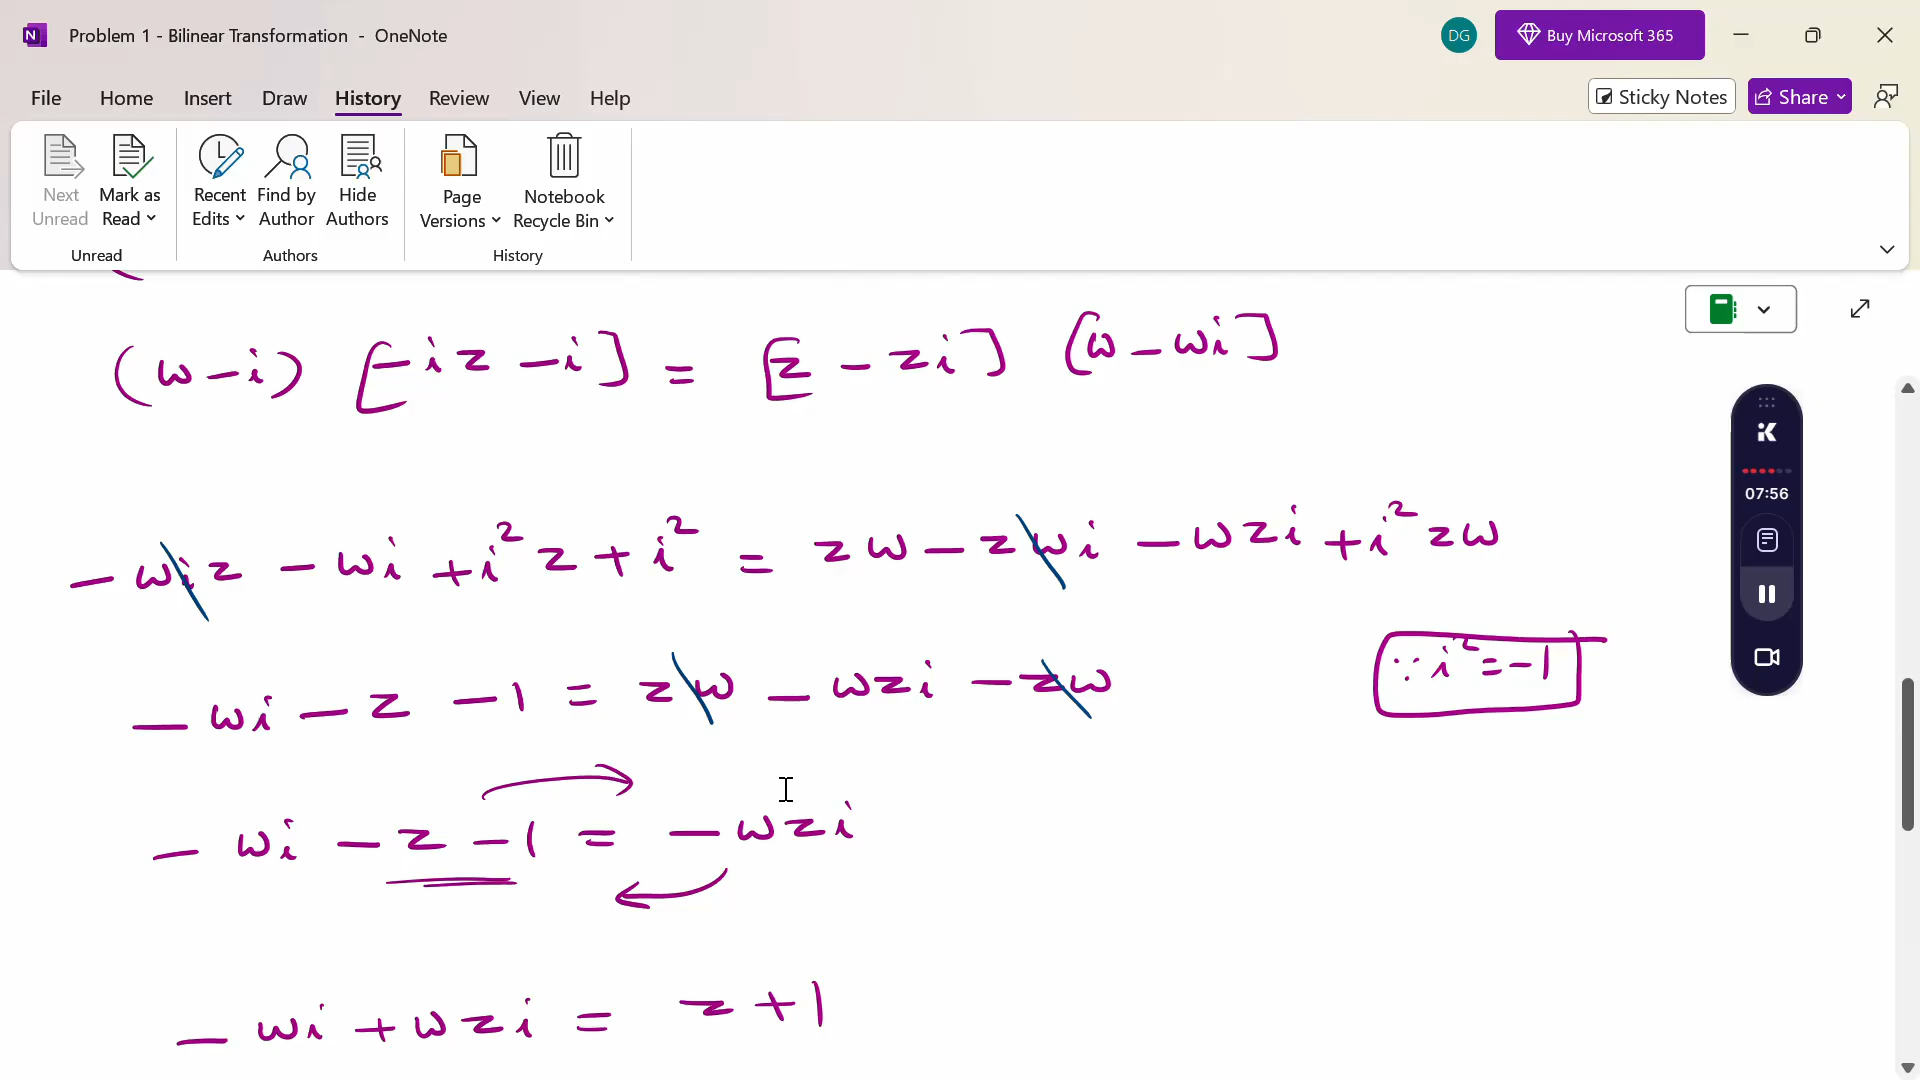 Problem 1 - Bilinear Transformation - OneNote
DG
Buy Microsoft 365
File Home Insert Draw History Review View Help
Sticky Notes
Share
Next Unread
Mark as Read
Recent Edits
Find by Author
Hide Authors
Page Versions
Notebook Recycle Bin
Unread
Authors
History
(w-i) [-iz-i] = [z-zi] [w-wi]
07:56
-wiz - wi + i²z + i² = zw - zwi - wzi + i²zw
-wi - z - 1 = zw - wzi - zw
∵ i² = -1
-wi - z - 1 = -wzi
-wi + wzi = z + 1